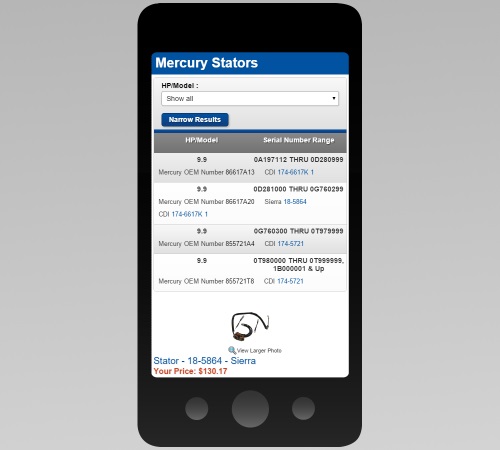 Mercury Stators
HP/Model :
Show all
Narrow Results
HP/Model Serial Number Range
9.9 0A197112 THRU 0D280999
Mercury OEM Number 86617A13 CDI 174-6617K 1
9.9 0D281000 THRU 0G760299
Mercury OEM Number 86617A20 Sierra 18-5864
CDI 174-6617K 1
9.9 0G760300 THRU 0T979999
Mercury OEM Number 855721A4 CDI 174-5721
9.9 0T980000 THRU 0T999999,
1B000001 & Up
Mercury OEM Number 855721T8 CDI 174-5721
View Larger Photo
Stator - 18-5864 - Sierra
Your Price: $130.17